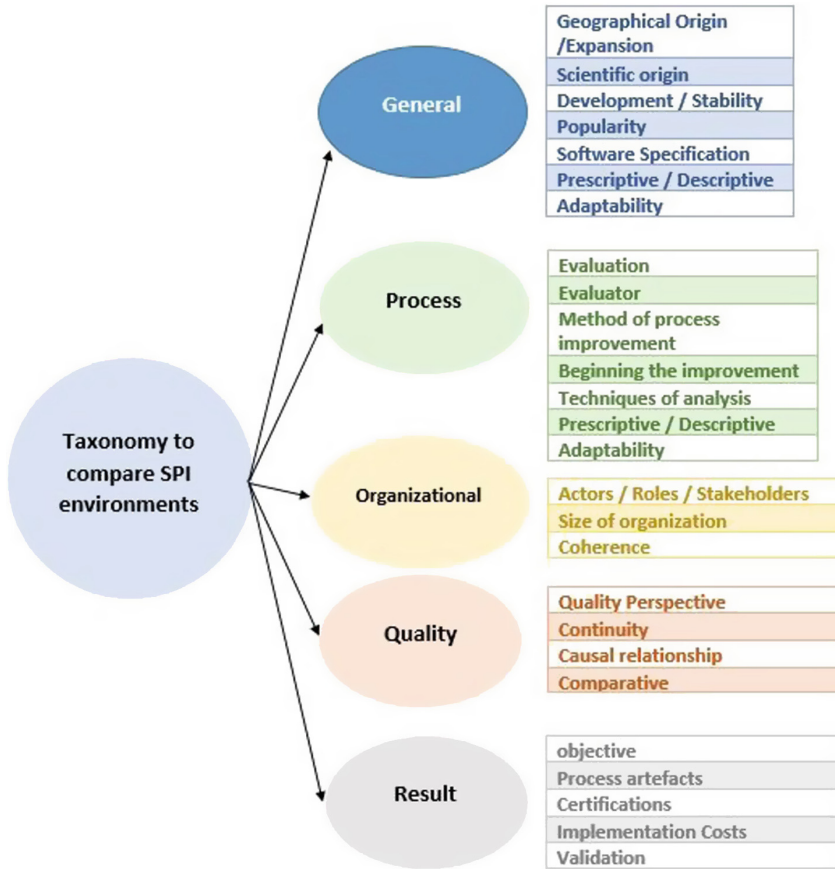 General
Geographical Origin
/Expansion
Scientific origin
Development / Stability
Popularity
Software Specification
Prescriptive / Descriptive
Adaptability
Process
Evaluation
Evaluator
Method of process
improvement
Beginning the improvement
Techniques of analysis
Prescriptive / Descriptive
Adaptability
Taxonomy to
compare SPI
environments
Organizational
Actors / Roles / Stakeholders
Size of organization
Coherence
Quality
Quality Perspective
Continuity
Causal relationship
Comparative
Result
objective
Process artefacts
Certifications
Implementation Costs
Validation